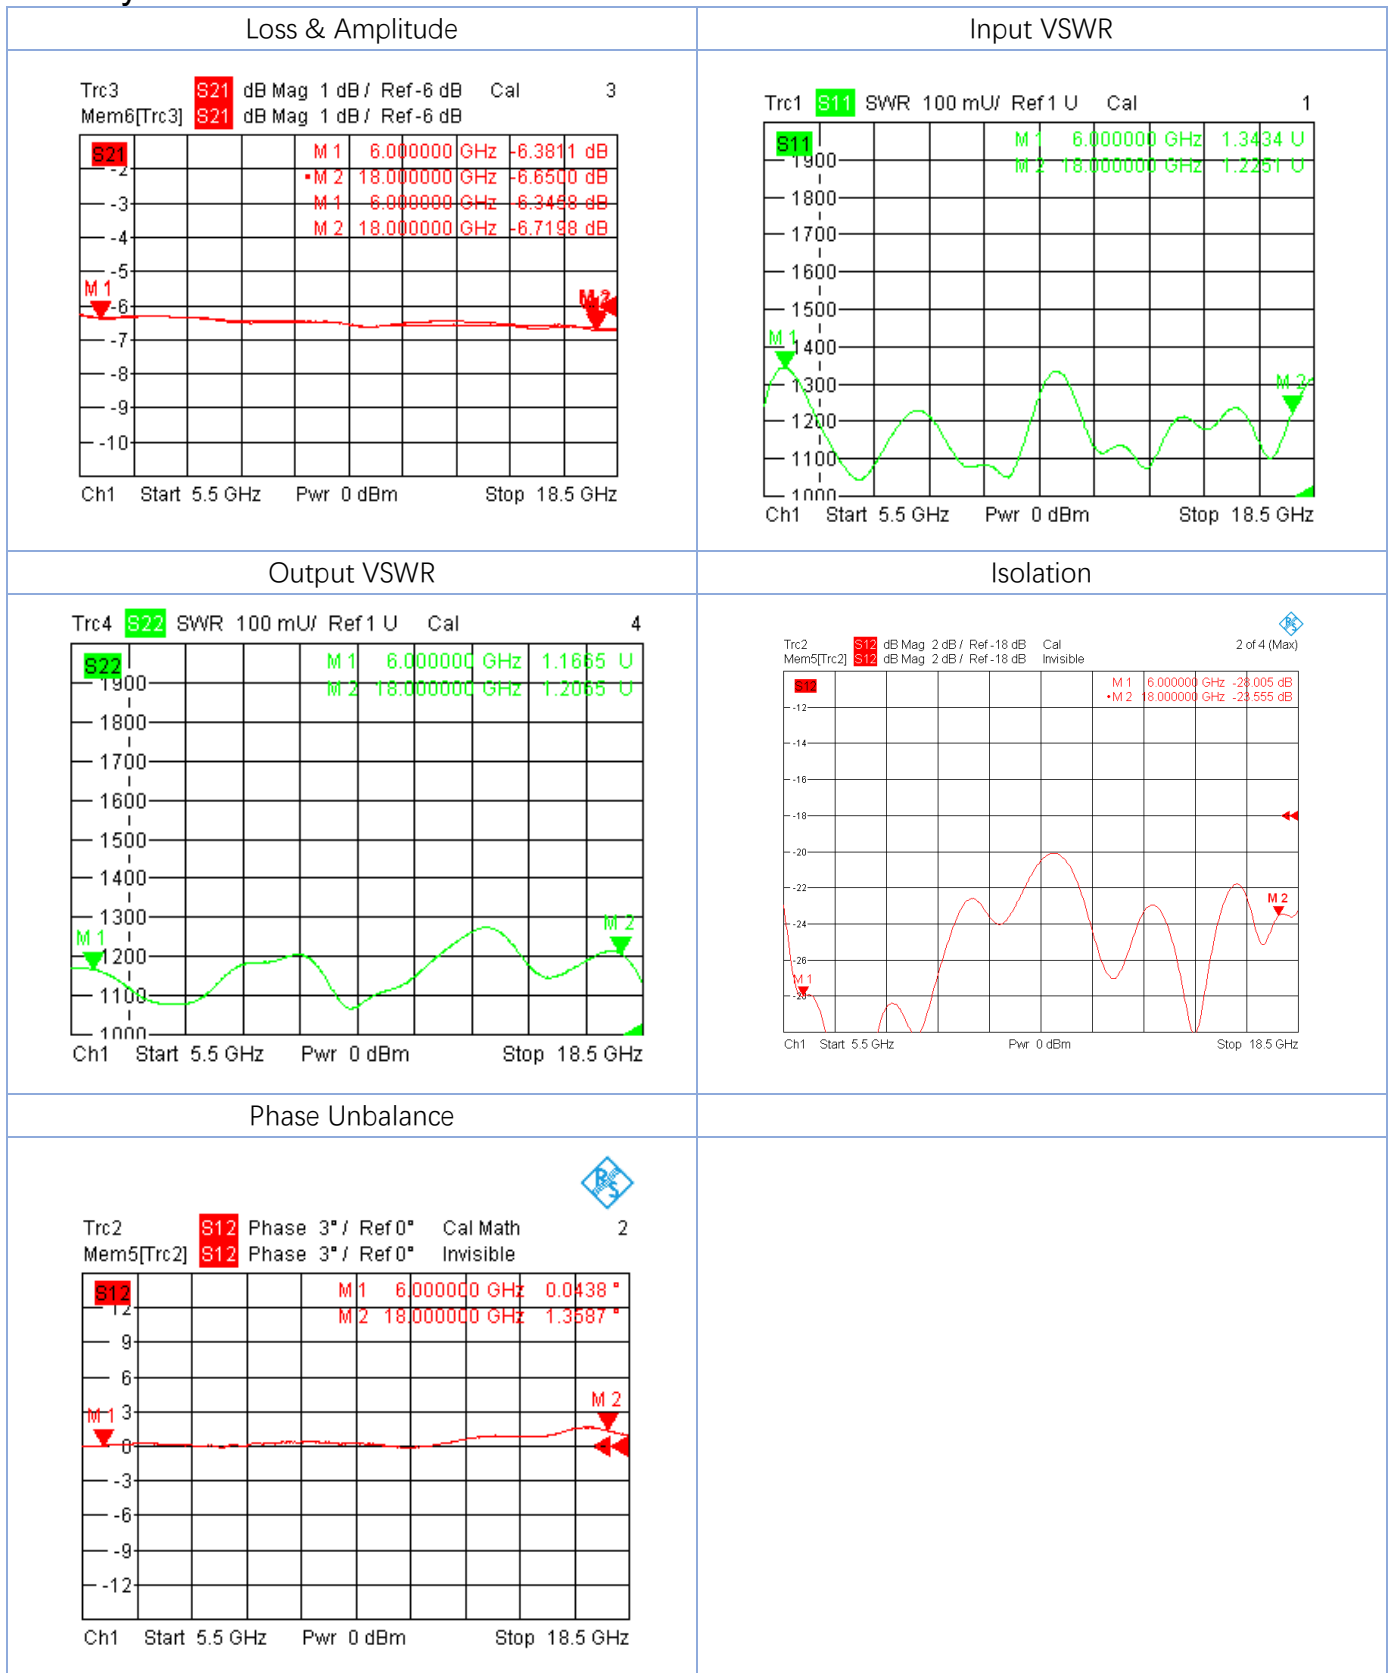 Loss & Amplitude
Trc3 S21 dB Mag 1 dB / Ref -6 dB Cal 3
Mem6[Trc3] S21 dB Mag 1 dB / Ref -6 dB
S21
M 1 6.000000 GHz -6.3811 dB
•M 2 18.000000 GHz -6.6500 dB
M 1 6.000000 GHz -6.3458 dB
M 2 18.000000 GHz -6.7198 dB
-2
-3
-4
-5
M 1
M 2
-6
-7
-8
-9
-10
Ch1 Start 5.5 GHz Pwr 0 dBm Stop 18.5 GHz
Input VSWR
Trc1 S11 SWR 100 mU/ Ref 1 U Cal 1
S11
M 1 6.000000 GHz 1.3434 U
M 2 18.000000 GHz 1.2251 U
1900
1800
1700
1600
1500
M 1
1400
1300
M 2
1200
1100
1000
Ch1 Start 5.5 GHz Pwr 0 dBm Stop 18.5 GHz
Output VSWR
Trc4 S22 SWR 100 mU/ Ref 1 U Cal 4
S22
M 1 6.000000 GHz 1.1665 U
M 2 18.000000 GHz 1.2065 U
1900
1800
1700
1600
1500
1400
1300
M 1
M 2
1200
1100
1000
Ch1 Start 5.5 GHz Pwr 0 dBm Stop 18.5 GHz
Isolation
R S
Trc2 S12 dB Mag 2 dB / Ref -18 dB Cal 2 of 4 (Max)
Mem5[Trc2] S12 dB Mag 2 dB / Ref -18 dB Invisible
S12
M 1 6.000000 GHz -28.005 dB
•M 2 18.000000 GHz -23.555 dB
-12
-14
-16
-18
-20
-22
M 2
-24
-26
M 1
-28
Ch1 Start 5.5 GHz Pwr 0 dBm Stop 18.5 GHz
Phase Unbalance
R S
Trc2 S12 Phase 3° / Ref 0° Cal Math 2
Mem5[Trc2] S12 Phase 3° / Ref 0° Invisible
S12
M 1 6.000000 GHz 0.0438 °
M 2 18.000000 GHz 1.3587 °
12
9
6
M 2
M 1
3
0
-3
-6
-9
-12
Ch1 Start 5.5 GHz Pwr 0 dBm Stop 18.5 GHz